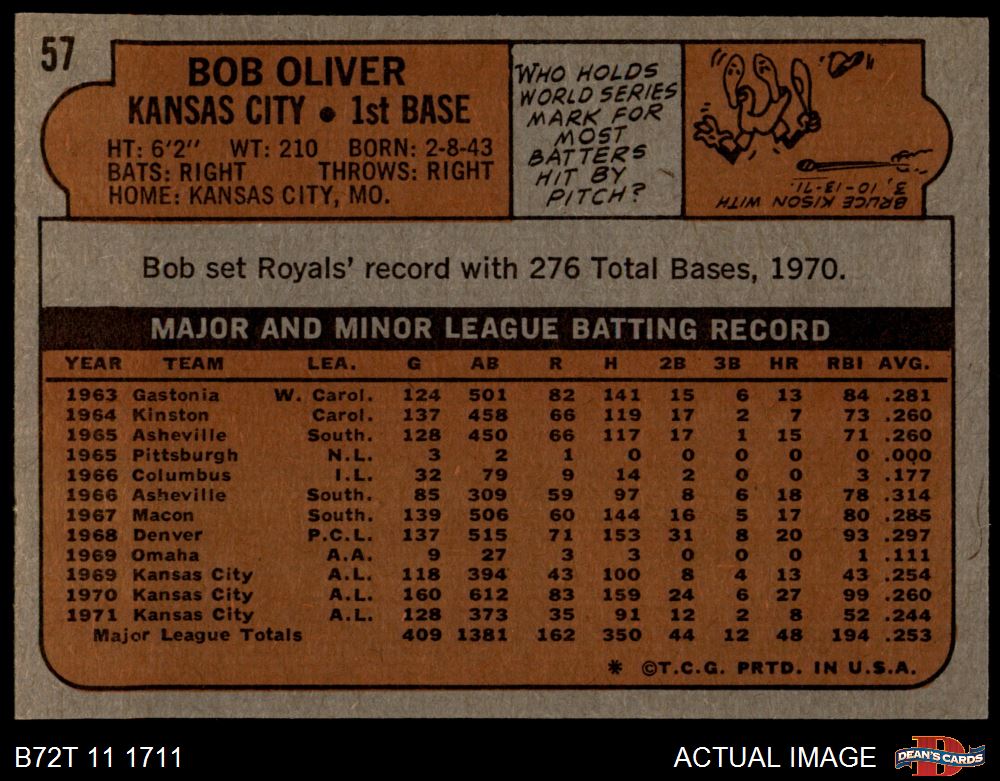 57
BOB OLIVER
KANSAS CITY • 1st BASE
HT: 6'2" WT: 210 BORN: 2-8-43
BATS: RIGHT THROWS: RIGHT
HOME: KANSAS CITY, MO.
WHO HOLDS
WORLD SERIES
MARK FOR
MOST
BATTERS
HIT BY
PITCH?
BRUCE KISON WITH
3, 10-13-71.
Bob set Royals' record with 276 Total Bases, 1970.
MAJOR AND MINOR LEAGUE BATTING RECORD
YEAR TEAM LEA. G AB R H 2B 3B HR RBI AVG.
1963 Gastonia W. Carol. 124 501 82 141 15 6 13 84 .281
1964 Kinston Carol. 137 458 66 119 17 2 7 73 .260
1965 Asheville South. 128 450 66 117 17 1 15 71 .260
1965 Pittsburgh N.L. 3 2 1 0 0 0 0 0 .000
1966 Columbus I.L. 32 79 9 14 2 0 0 3 .177
1966 Asheville South. 85 309 59 97 8 6 18 78 .314
1967 Macon South. 139 506 60 144 16 5 17 80 .285
1968 Denver P.C.L. 137 515 71 153 31 8 20 93 .297
1969 Omaha A.A. 9 27 3 3 0 0 0 1 .111
1969 Kansas City A.L. 118 394 43 100 8 4 13 43 .254
1970 Kansas City A.L. 160 612 83 159 24 6 27 99 .260
1971 Kansas City A.L. 128 373 35 91 12 2 8 52 .244
Major League Totals 409 1381 162 350 44 12 48 194 .253
* ©T.C.G. PRTD. IN U.S.A.
B72T 11 1711
ACTUAL IMAGE
D
DEAN'S CARDS